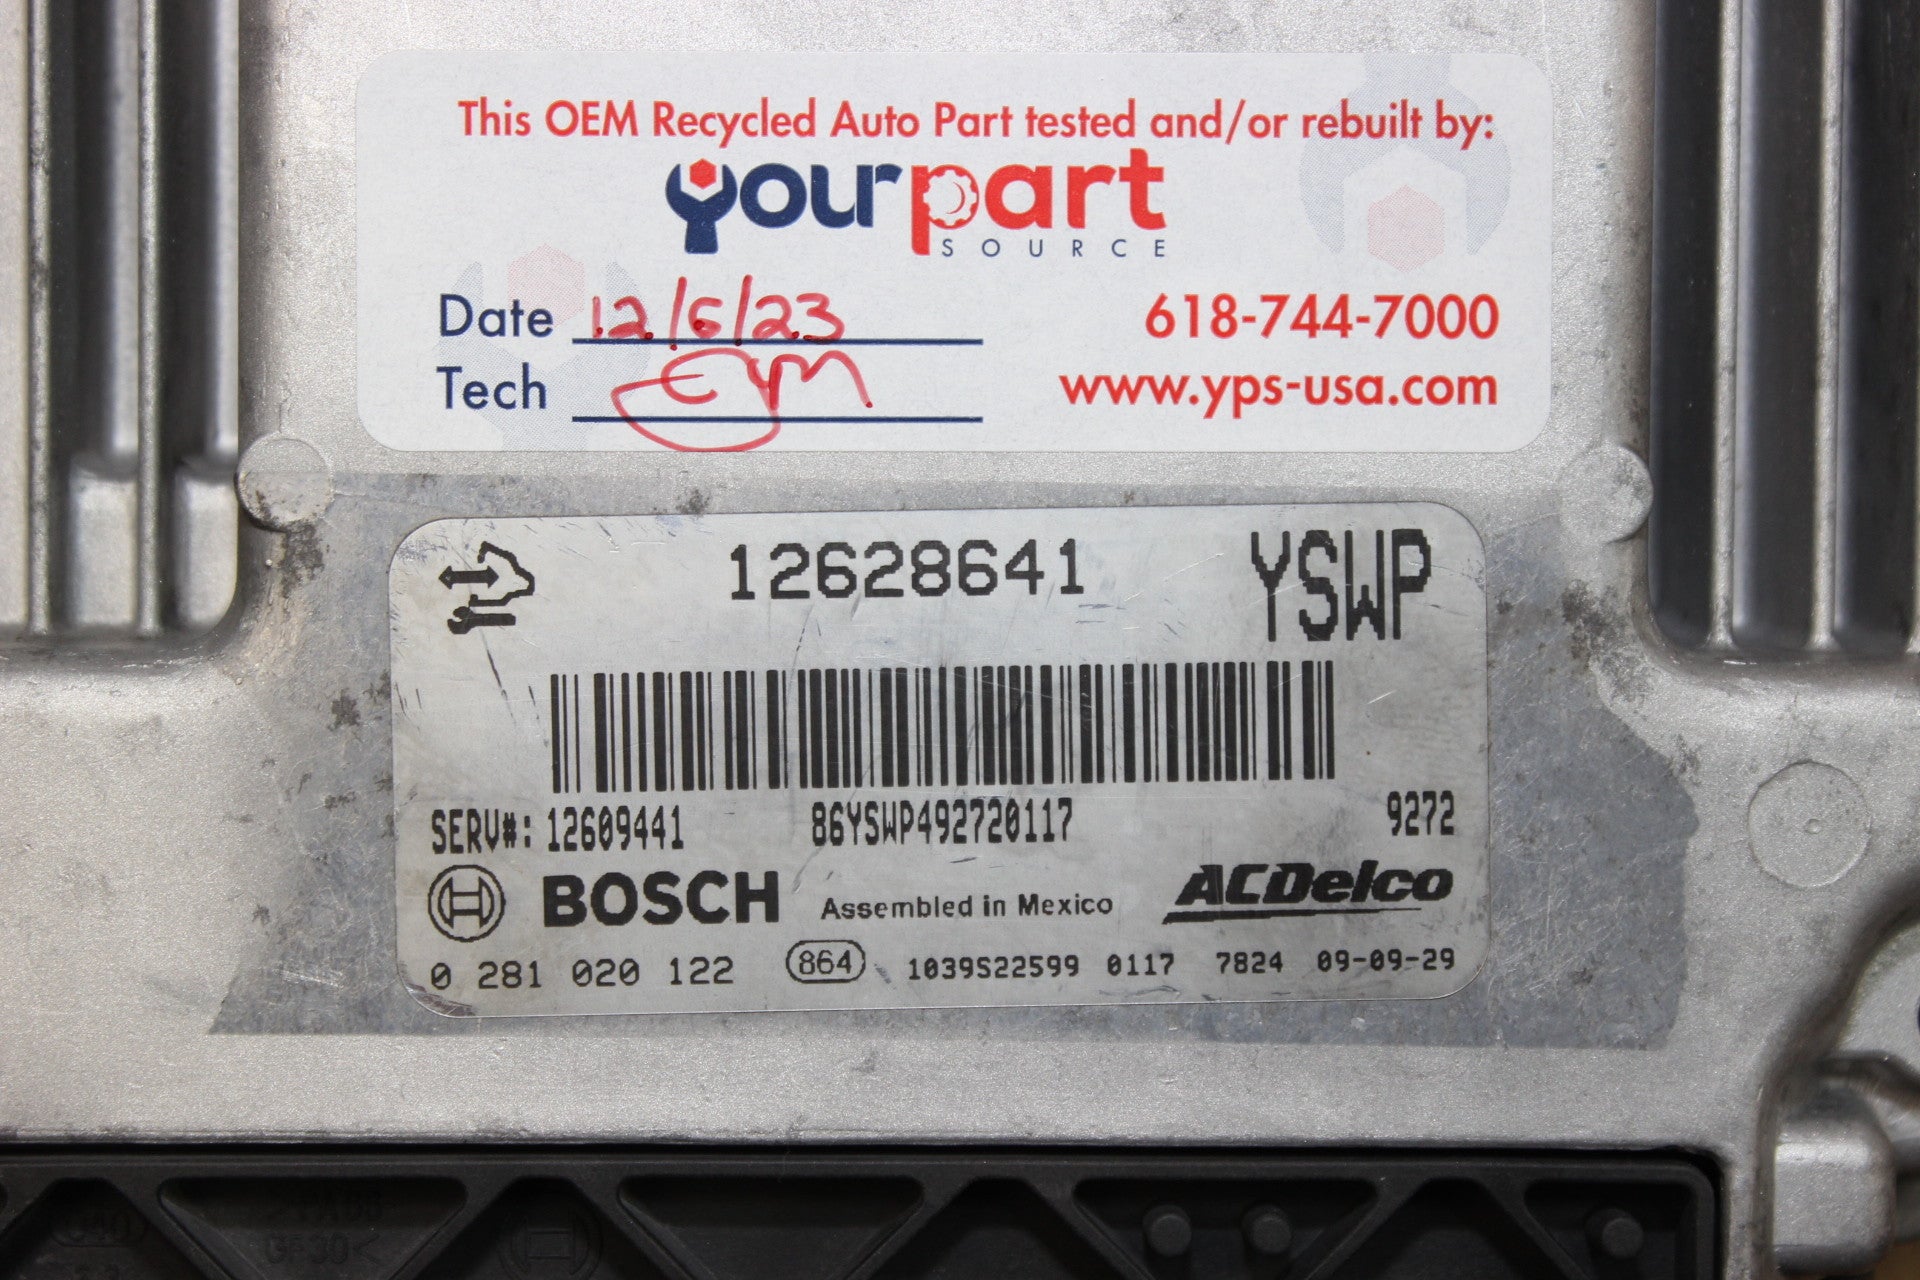 This OEM Recycled Auto Part tested and/or rebuilt by:
yourpart
SOURCE
Date 12/5/23 618-744-7000
Tech www.yps-usa.com
12628641 YSWP
SERV#: 12609441 86YSWP492720117 9272
BOSCH Assembled in Mexico ACDelco
0 281 020 122 864 1039S22599 0117 7824 09-09-29
GF30<